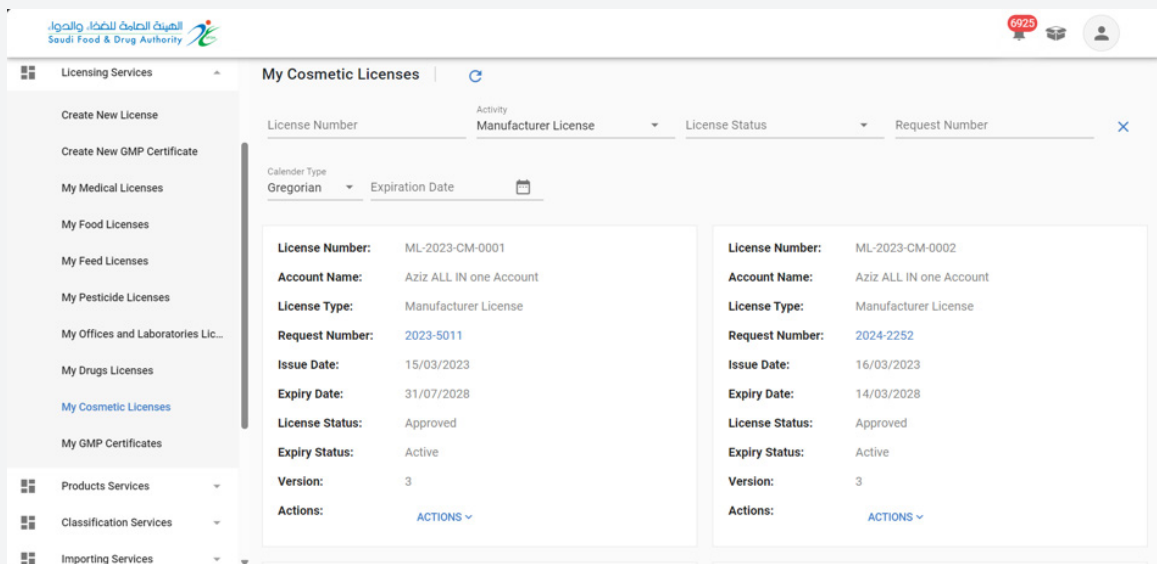 الهيئة العامة للغذاء والدواء
Saudi Food & Drug Authority
6925
Licensing Services
Create New License
Create New GMP Certificate
My Medical Licenses
My Food Licenses
My Feed Licenses
My Pesticide Licenses
My Offices and Laboratories Lic...
My Drugs Licenses
My Cosmetic Licenses
My GMP Certificates
Products Services
Classification Services
Importing Services
My Cosmetic Licenses
License Number
Activity
Manufacturer License
License Status
Request Number
Calender Type
Gregorian
Expiration Date
License Number: ML-2023-CM-0001
Account Name: Aziz ALL IN one Account
License Type: Manufacturer License
Request Number: 2023-5011
Issue Date: 15/03/2023
Expiry Date: 31/07/2028
License Status: Approved
Expiry Status: Active
Version: 3
Actions: ACTIONS
License Number: ML-2023-CM-0002
Account Name: Aziz ALL IN one Account
License Type: Manufacturer License
Request Number: 2024-2252
Issue Date: 16/03/2023
Expiry Date: 14/03/2028
License Status: Approved
Expiry Status: Active
Version: 3
Actions: ACTIONS